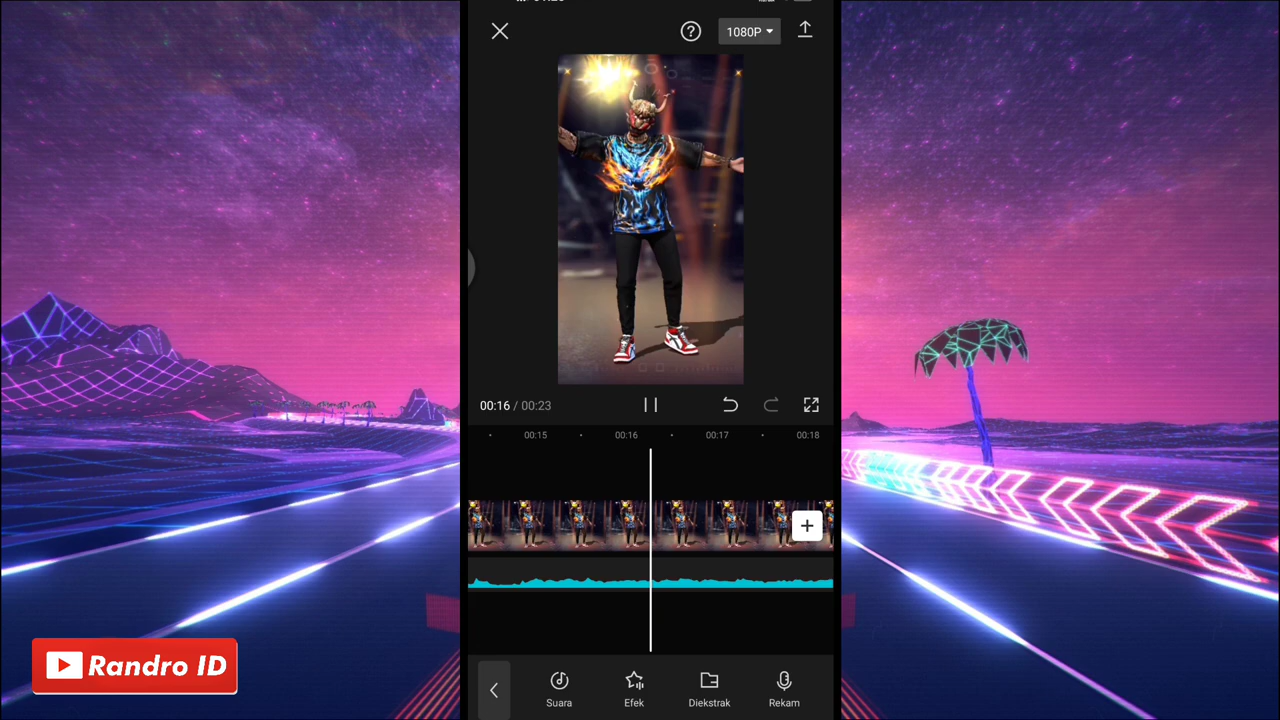 1080P
00:16 / 00:23
00:15
00:16
00:17
00:18
Suara
Efek
Diekstrak
Rekam
Randro ID